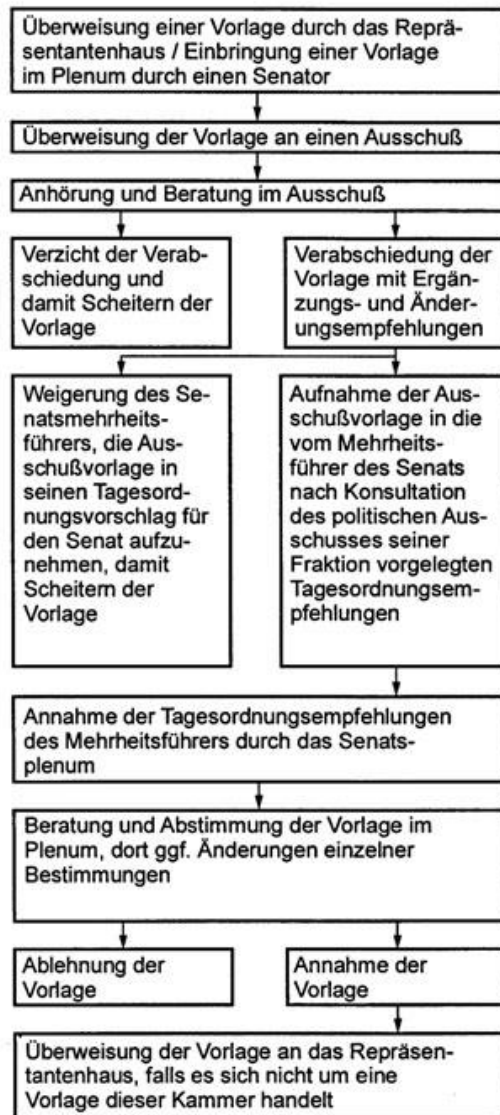 Überweisung einer Vorlage durch das Reprä-
sentantenhaus / Einbringung einer Vorlage
im Plenum durch einen Senator
Überweisung der Vorlage an einen Ausschuß
Anhörung und Beratung im Ausschuß
Verzicht der Verab-
schiedung und
damit Scheitern der
Vorlage
Verabschiedung der
Vorlage mit Ergän-
zungs- und Ände-
rungsempfehlungen
Weigerung des Se-
natsmehrheits-
führers, die Aus-
schußvorlage in
seinen Tagesord-
nungsvorschlag für
den Senat aufzu-
nehmen, damit
Scheitern der
Vorlage
Aufnahme der Aus-
schußvorlage in die
vom Mehrheits-
führer des Senats
nach Konsultation
des politischen Aus-
schusses seiner
Fraktion vorgelegten
Tagesordnungsem-
pfehlungen
Annahme der Tagesordnungsempfehlungen
des Mehrheitsführers durch das Senats-
plenum
Beratung und Abstimmung der Vorlage im
Plenum, dort ggf. Änderungen einzelner
Bestimmungen
Ablehnung der
Vorlage
Annahme der
Vorlage
Überweisung der Vorlage an das Repräsen-
tantenhaus, falls es sich nicht um eine
Vorlage dieser Kammer handelt